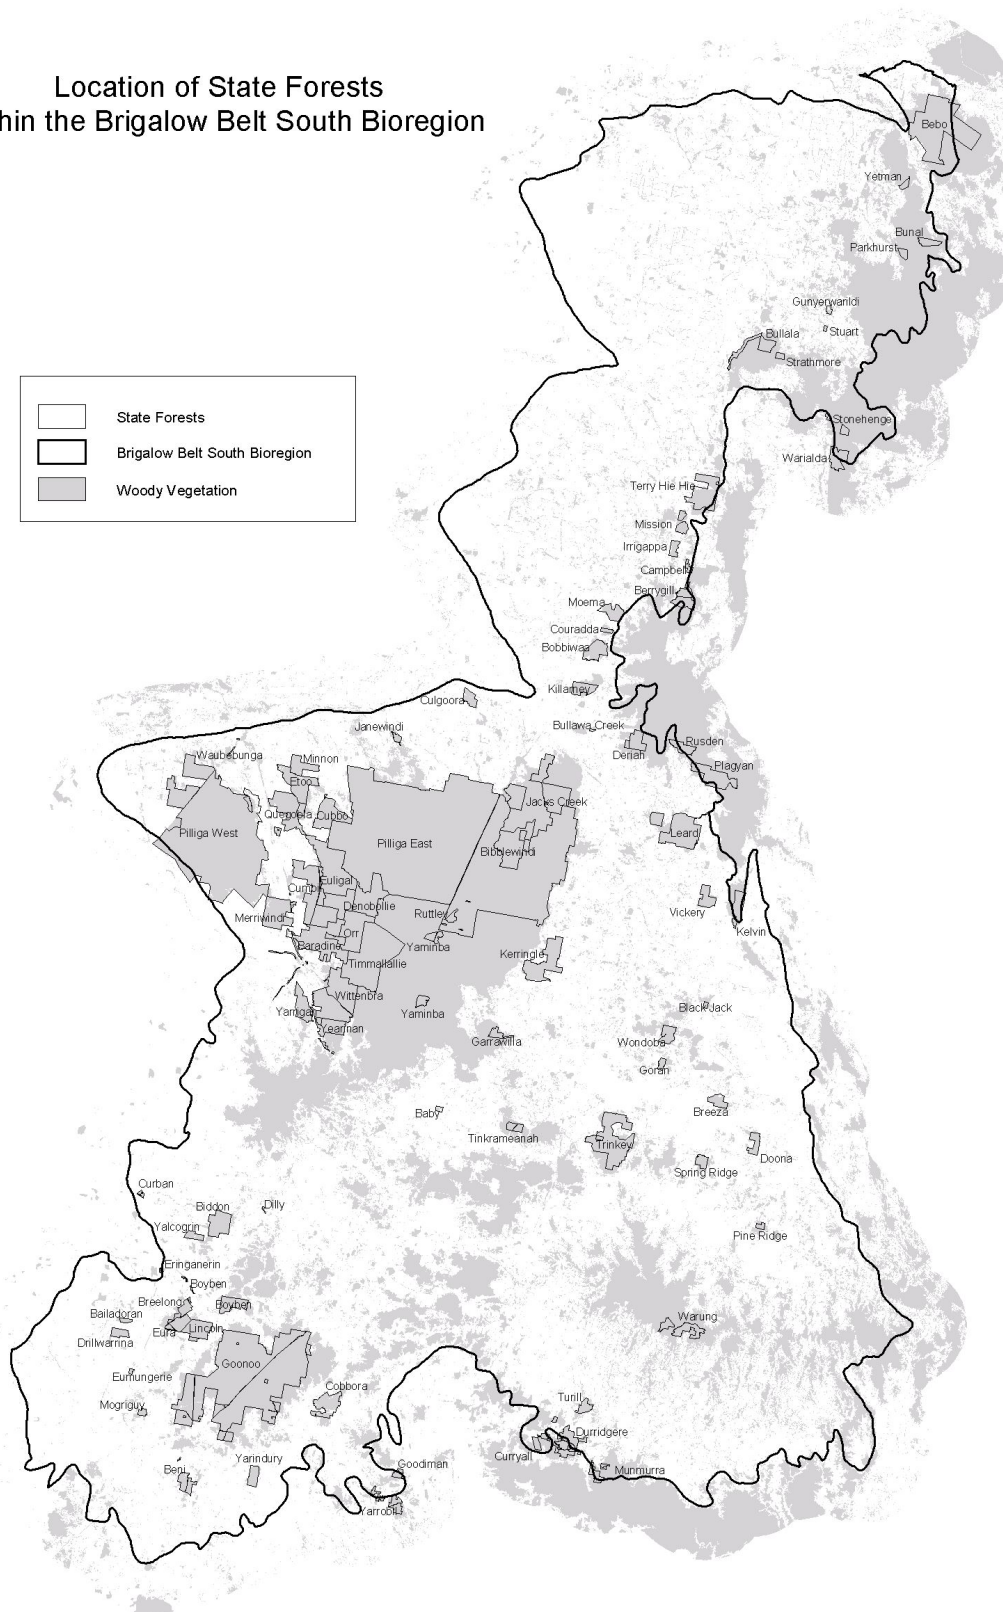 Location of State Forests
hin the Brigalow Belt South Bioregion
State Forests
Brigalow Belt South Bioregion
Woody Vegetation
Bebo
Yetman
Bunal
Parkhurst
Gunyerwarildi
Stuart
Bullala
Strathmore
Stonehenge
Warialda
Terry Hie Hie
Mission
Irrigappa
Campbell
Berrygill
Moema
Couradda
Bobbiwaa
Killarney
Culgoora
Bullawa Creek
Janewindi
Deriah
Rusden
Plagyan
Waubebunga
Minnon
Etoo
Jacks Creek
Quegobla
Cubbo
Pilliga West
Pilliga East
Bibblewindi
Leard
Euligal
Cumbil
Denobollie
Ruttley
Vickery
Merriwindi
Kelvin
Orr
Baradine
Yaminba
Kerringle
Timmallallie
Wittenbra
Yarrigan
Yaminba
Black Jack
Yearinan
Garrawilla
Wondoba
Goran
Baby
Breeza
Tinkrameanah
Trinkey
Doona
Spring Ridge
Curban
Biddon
Dilly
Yalcogrin
Pine Ridge
Eringanerin
Boyben
Breelong
Boyben
Bailadoran
Eura
Lincoln
Drillwarrina
Warung
Goonoo
Eumungerie
Cobbora
Mogriguy
Turill
Durridgere
Curryall
Yarindury
Beni
Goodiman
Munmurra
Yarrobil